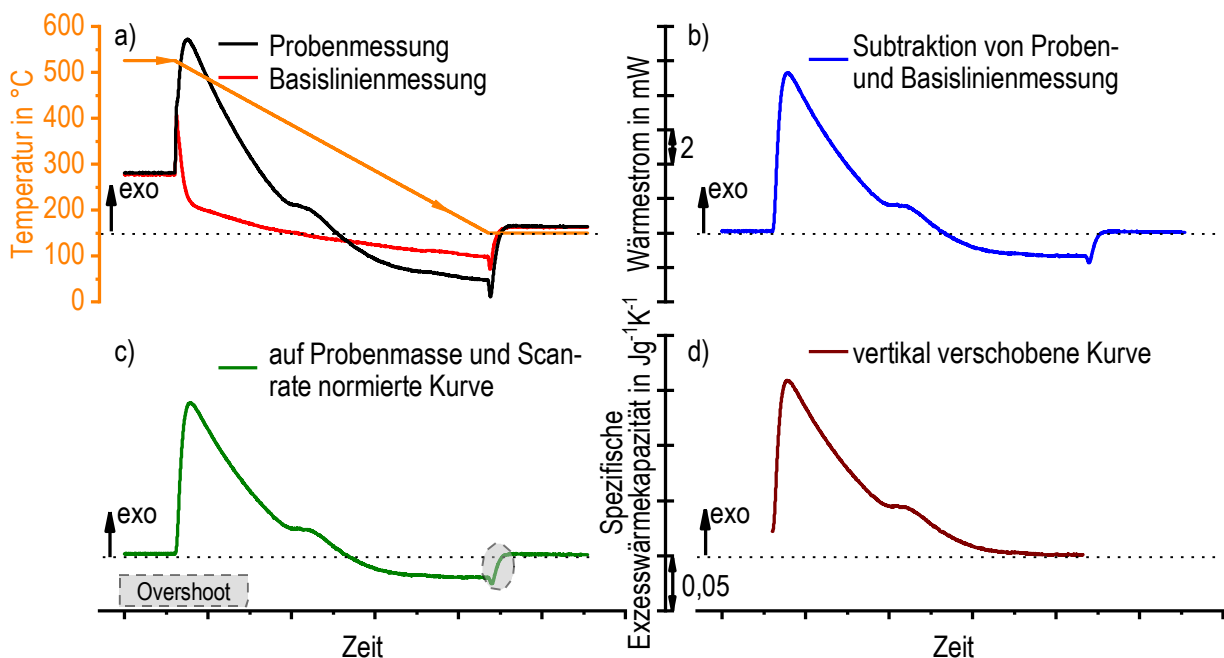 a)
Probenmessung
Basislinienmessung
Temperatur in °C
600
500
400
300
200
100
0
exo
b)
Subtraktion von Proben-
und Basislinienmessung
Wärmestrom in mW
2
exo
c)
auf Probenmasse und Scan-
rate normierte Kurve
exo
Overshoot
Zeit
d)
vertikal verschobene Kurve
Spezifische
Exzesswärmekapazität in Jg⁻¹K⁻¹
exo
0,05
Zeit